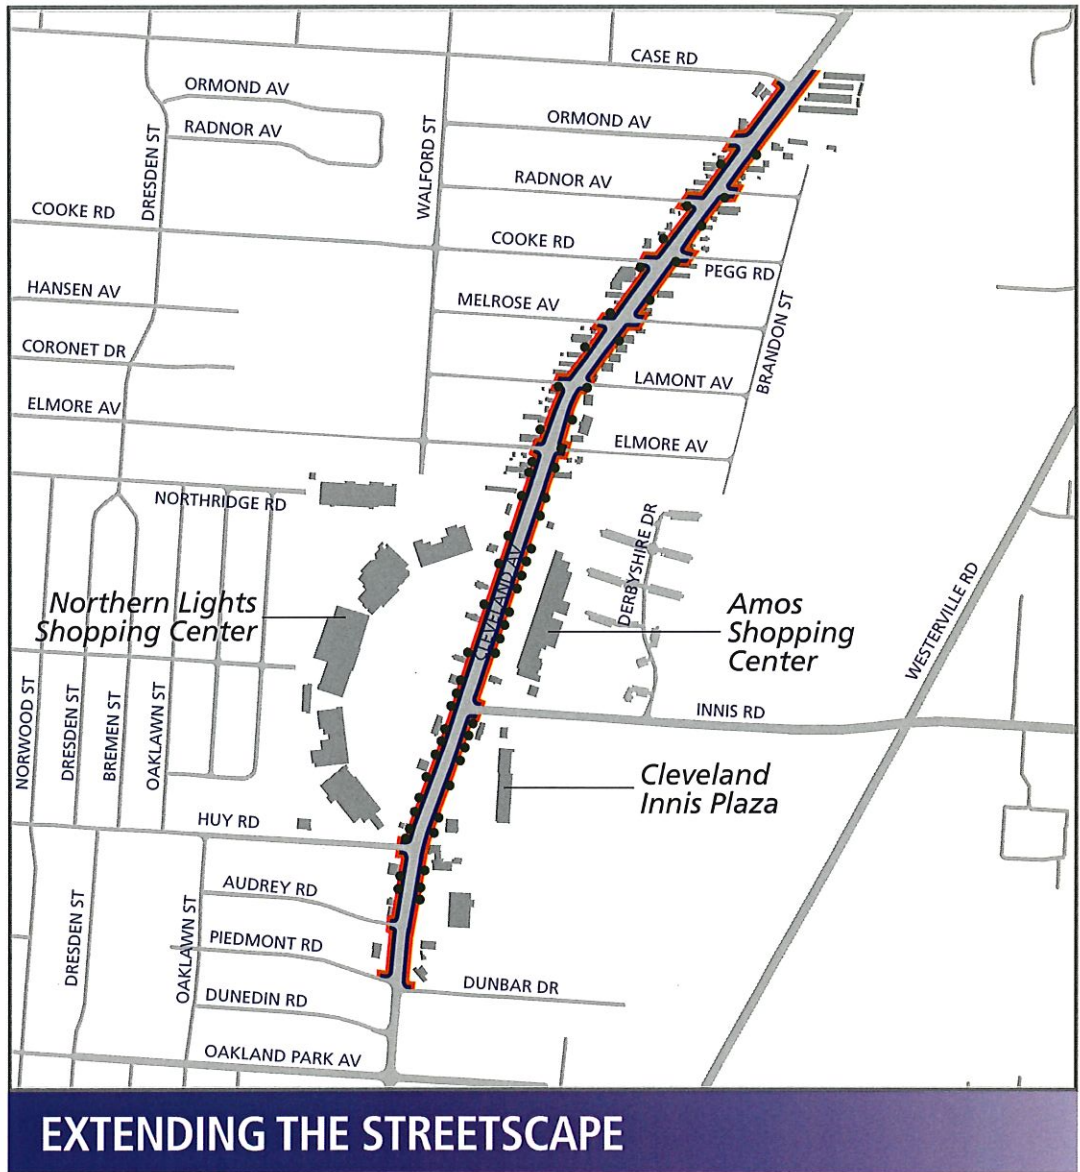 CASE RD
ORMOND AV
ORMOND AV
RADNOR AV
DRESDEN ST
WALFORD ST
RADNOR AV
COOKE RD
COOKE RD
PEGG RD
HANSEN AV
MELROSE AV
BRANDON ST
CORONET DR
LAMONT AV
ELMORE AV
ELMORE AV
NORTHRIDGE RD
DERBYSHIRE DR
CLEVELAND AV
WESTERVILLE RD
Northern Lights
Shopping Center
Amos
Shopping
Center
NORWOOD ST
DRESDEN ST
BREMEN ST
OAKLAWN ST
INNIS RD
Cleveland
Innis Plaza
HUY RD
AUDREY RD
DRESDEN ST
OAKLAWN ST
PIEDMONT RD
DUNEDIN RD
DUNBAR DR
OAKLAND PARK AV
EXTENDING THE STREETSCAPE